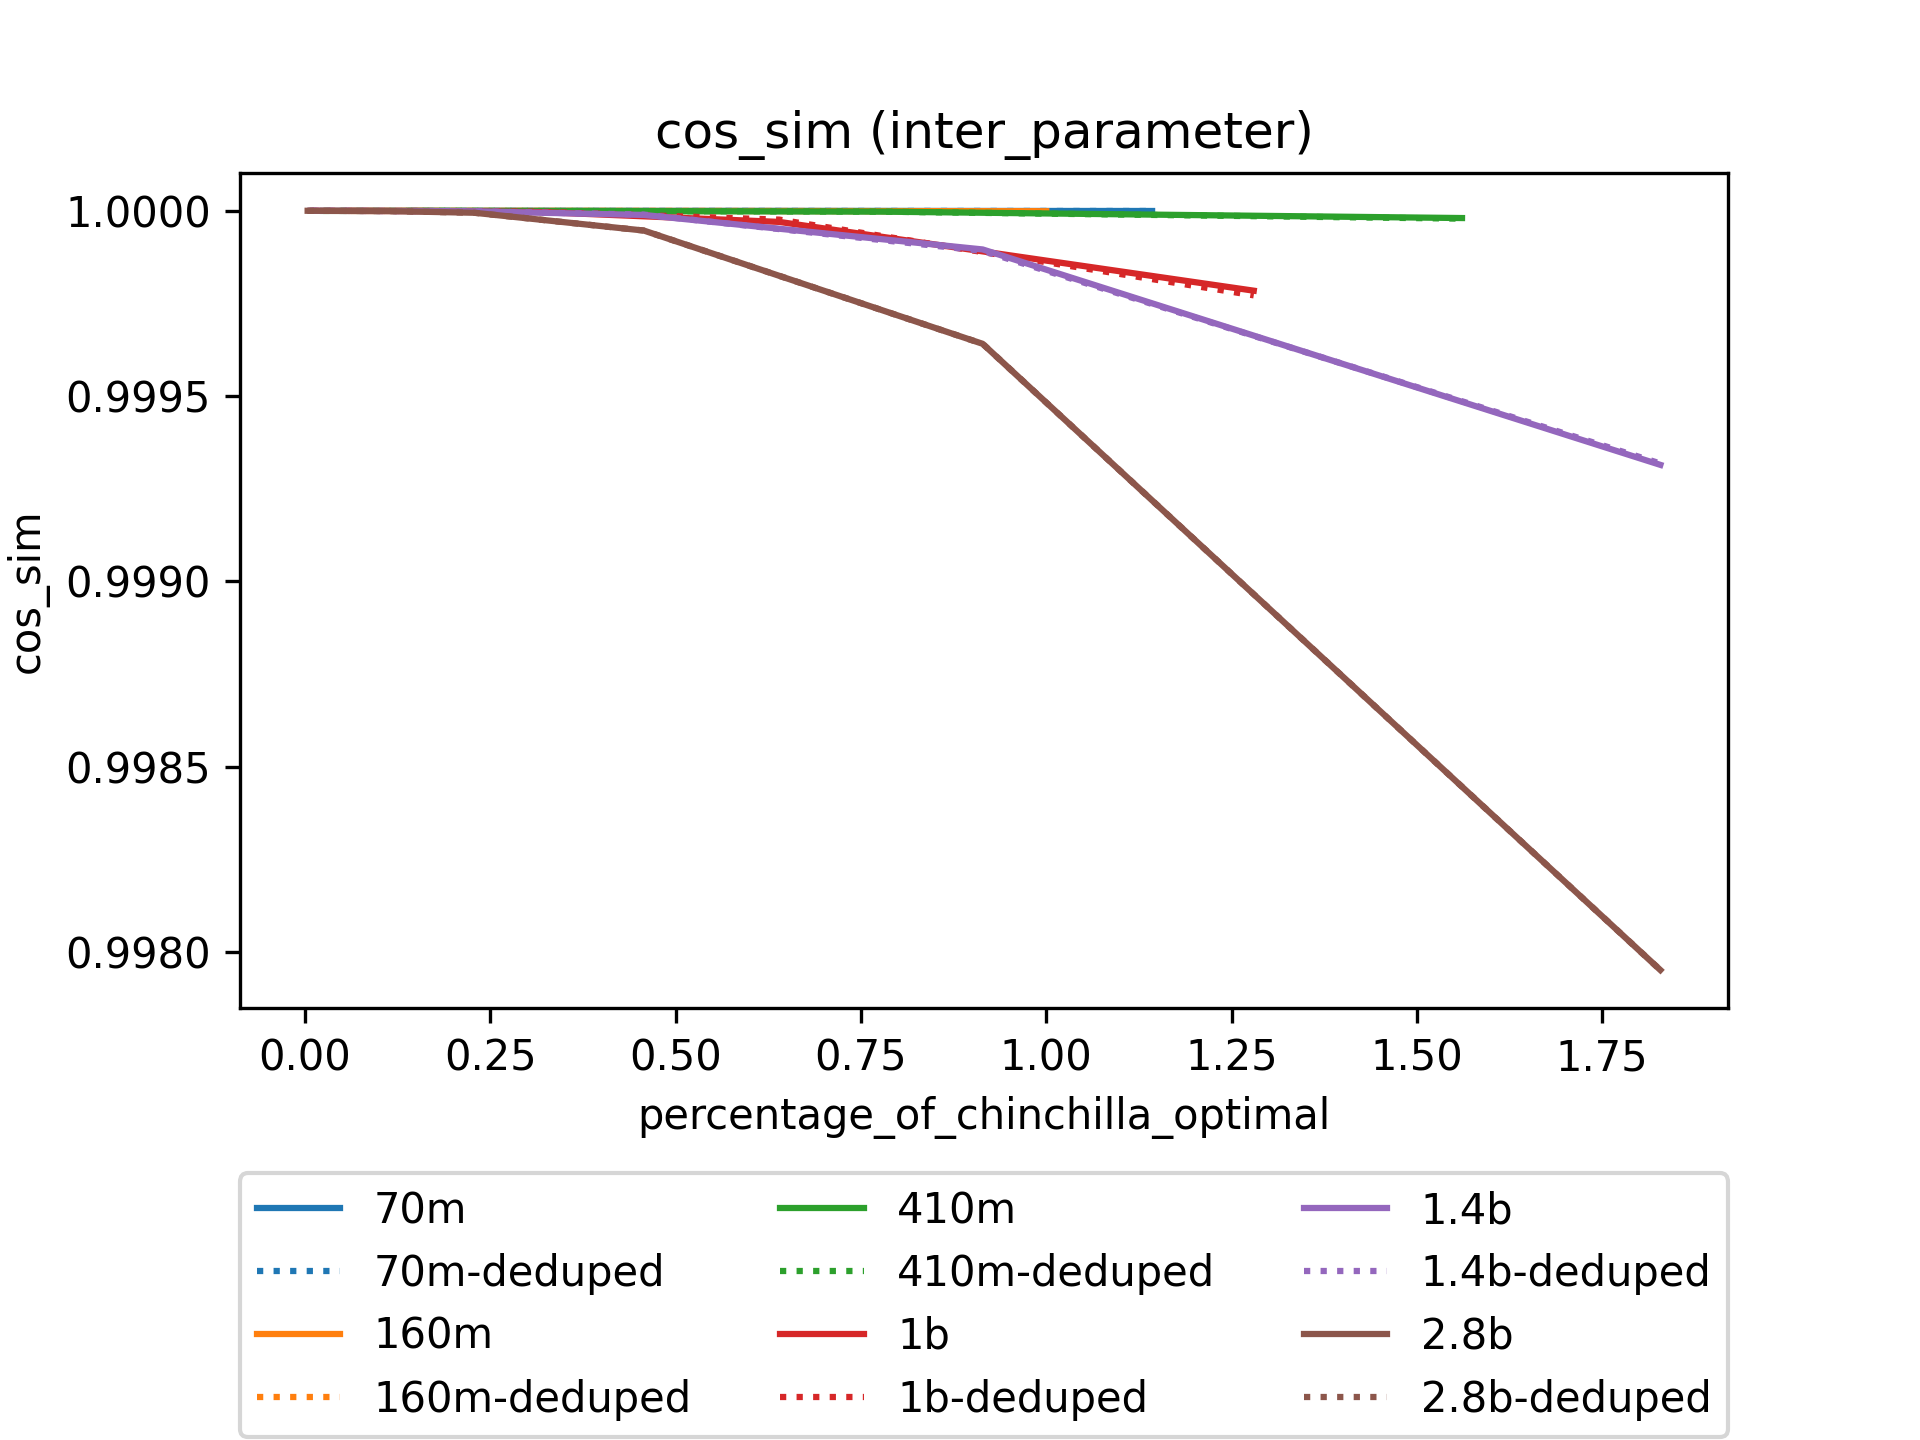 cos_sim (inter_parameter)
1.0000
0.9995
0.9990
0.9985
0.9980
cos_sim
0.00 0.25 0.50 0.75 1.00 1.25 1.50 1.75
percentage_of_chinchilla_optimal
70m
70m-deduped
160m
160m-deduped
410m
410m-deduped
1b
1b-deduped
1.4b
1.4b-deduped
2.8b
2.8b-deduped